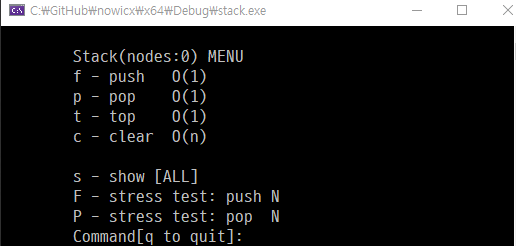 C:\GitHub\nowicx\x64\Debug\stack.exe
Stack(nodes:0) MENU
f - push   O(1)
p - pop    O(1)
t - top    O(1)
c - clear  O(n)
s - show [ALL]
F - stress test: push N
P - stress test: pop  N
Command[q to quit]: